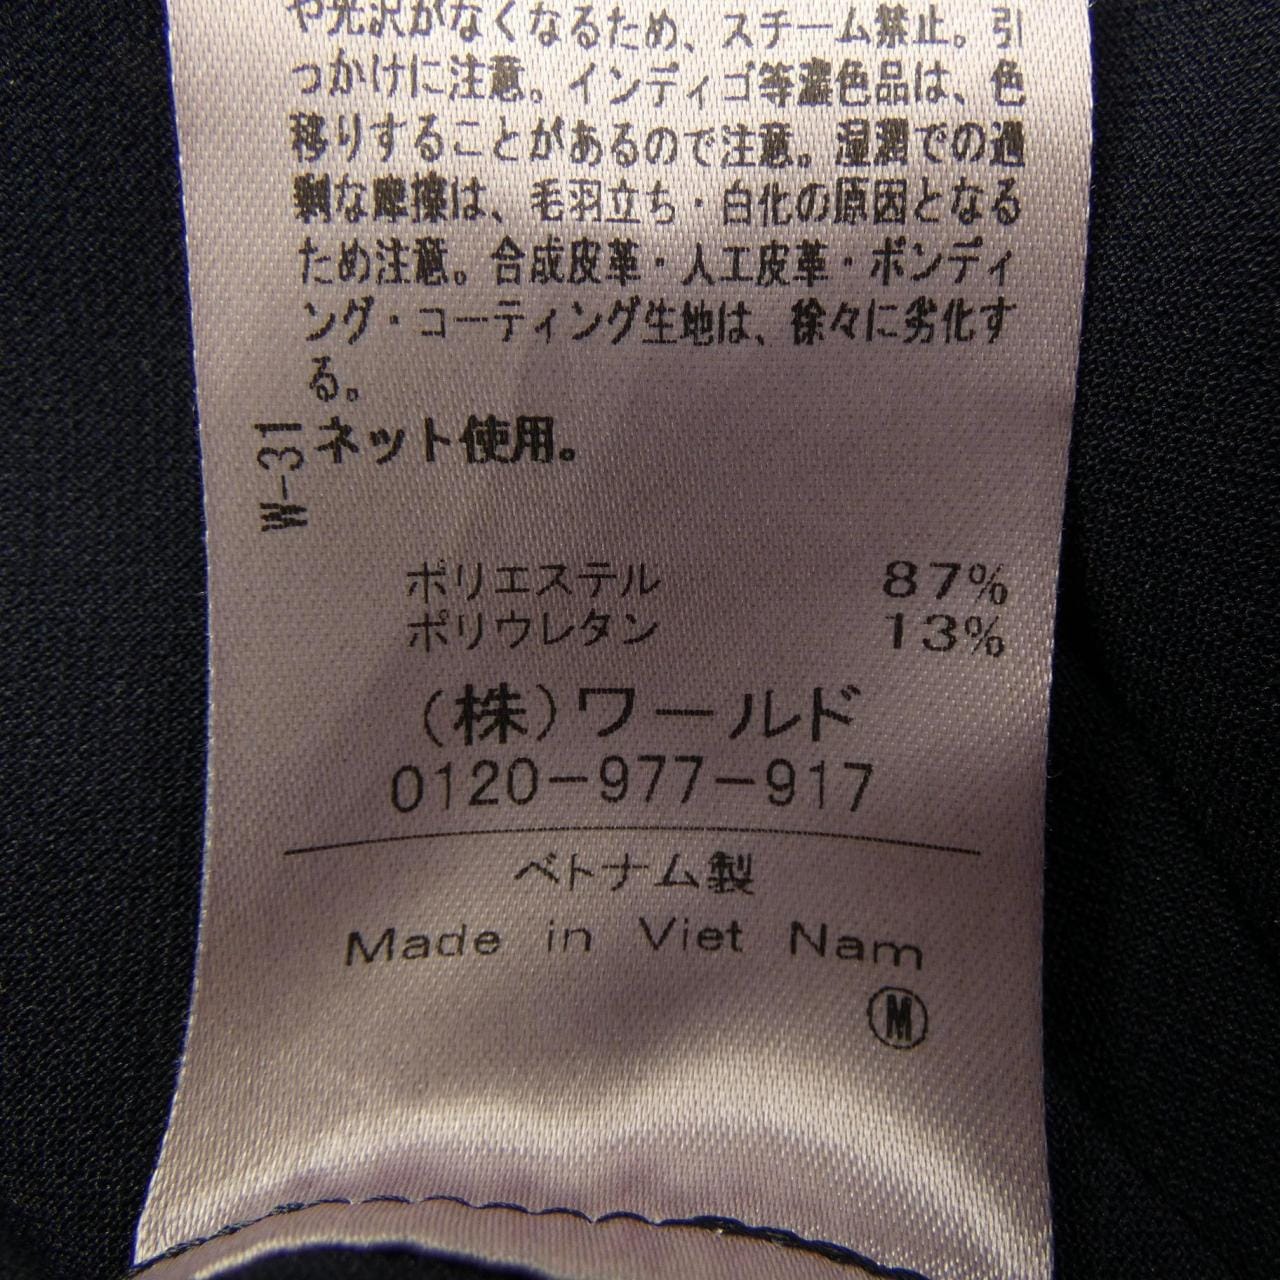 や光沢がなくなるため、スチーム禁止。引
っかけに注意。インディゴ等濃色品は、色
移りすることがあるので注意。湿潤での過
剰な摩擦は、毛羽立ち・白化の原因となる
ため注意。合成皮革・人工皮革・ボンディ
ング・コーティング生地は、徐々に劣化す
る。
W-31
ネット使用。
ポリエステル 87%
ポリウレタン 13%
(株)ワールド
0120-977-917
ベトナム製
Made in Viet Nam
M